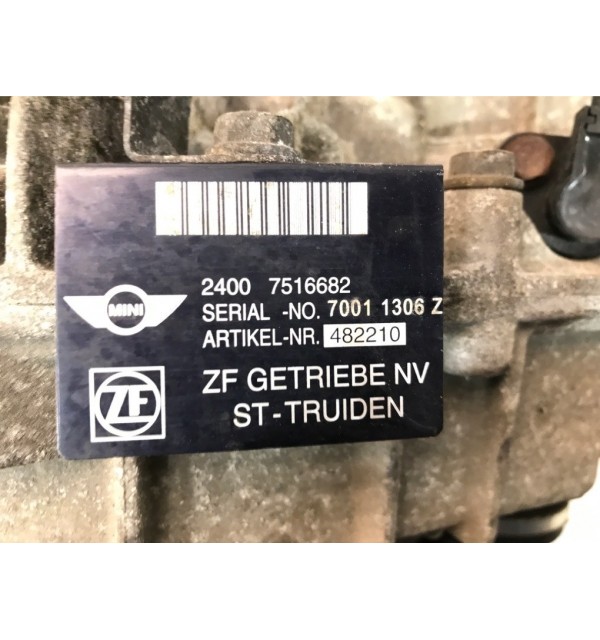 2400 7516682
MINI
SERIAL -NO. 7001 1306 Z
ARTIKEL-NR. 482210
ZF
ZF GETRIEBE NV
ST-TRUIDEN